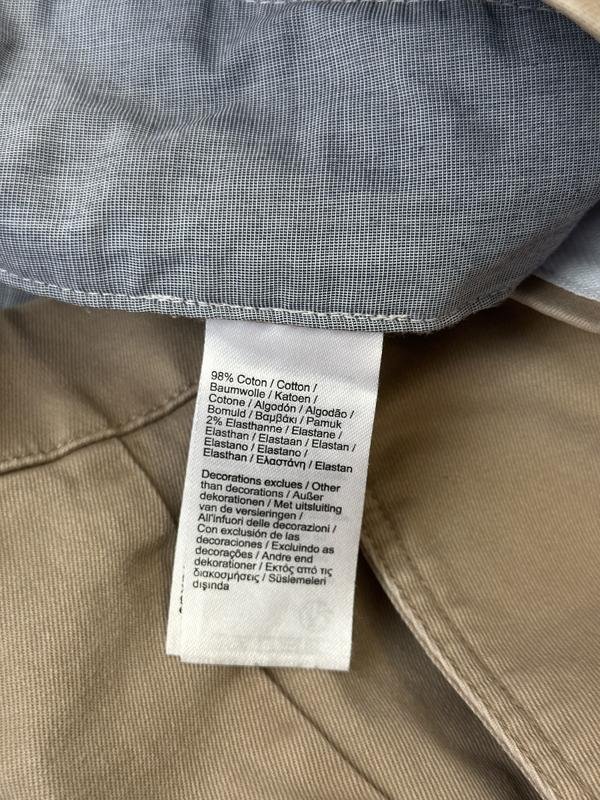 98% Coton / Cotton /
Baumwolle / Katoen /
Cotone / Algodón / Algodão /
Bomuld / Βαμβάκι / Pamuk
2% Elasthanne / Elastane /
Elasthan / Elastaan / Elastan /
Elastano / Elastano /
Elasthan / Ελαστάνη / Elastan
Decorations exclues / Other
than decorations / Außer
dekorationen / Met uitsluiting
van de versieringen /
All'infuori delle decorazioni /
Con exclusión de las
decoraciones / Excluindo as
decorações / Andre end
dekorationer / Εκτός από τις
διακοσμήσεις / Süslemeleri
dışında